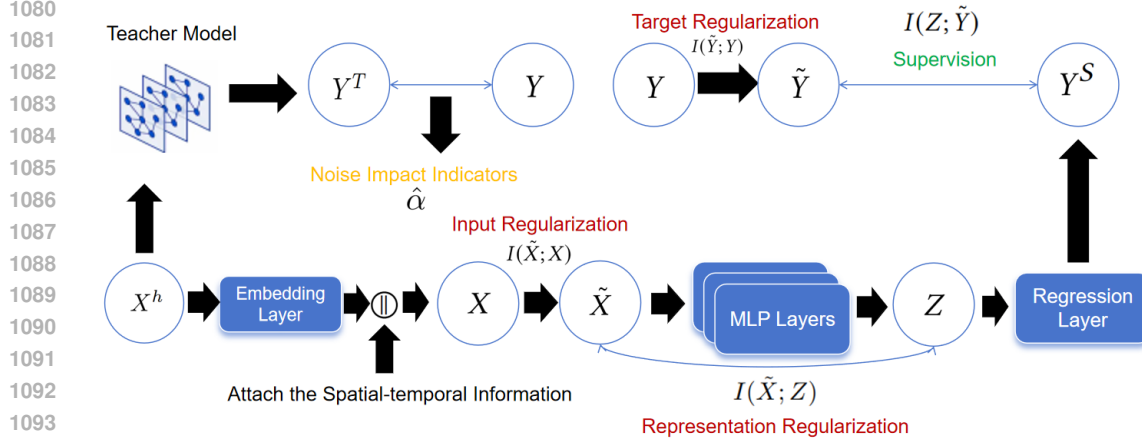 1080
1081
1082
1083
1084
1085
1086
1087
1088
1089
1090
1091
1092
1093
Teacher Model
Y^T
Y
Noise Impact Indicators
α̂
Target Regularization
I(Ỹ; Y)
Y
Ỹ
I(Z; Ỹ)
Supervision
Y^S
X^h
Embedding
Layer
||
Attach the Spatial-temporal Information
Input Regularization
I(X̃; X)
X
X̃
MLP Layers
Z
Regression
Layer
I(X̃; Z)
Representation Regularization